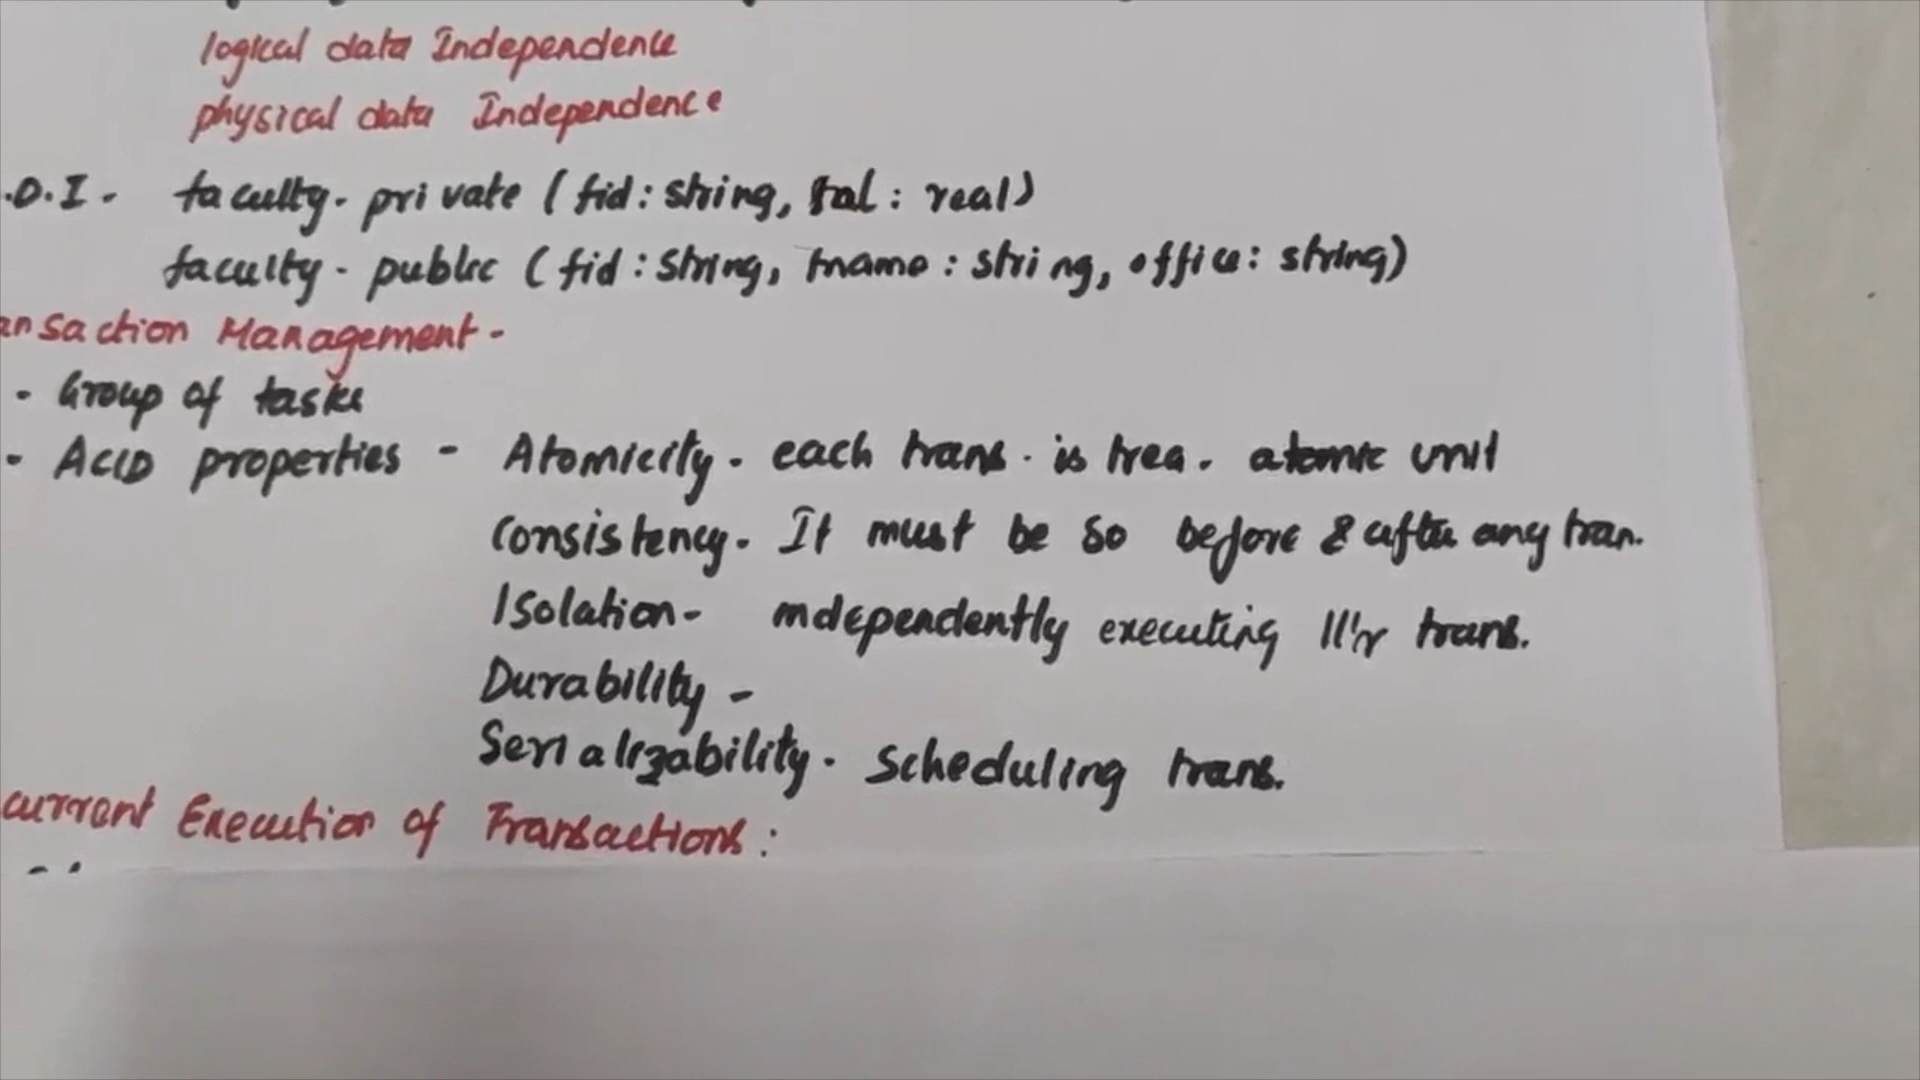 logical data Independence
physical data Independence
.D.I. faculty. private (fid: string, sal: real)
faculty - public (fid: string, fname: string, office: string)
ansaction Management -
- Group of tasks
- ACID properties - Atomicity. each trans. is trea. atomic unit
Consistency. It must be so before & after any tran.
Isolation - independently executing ll'r trans.
Durability -
Serializability. Scheduling trans.
current Execution of Transactions: